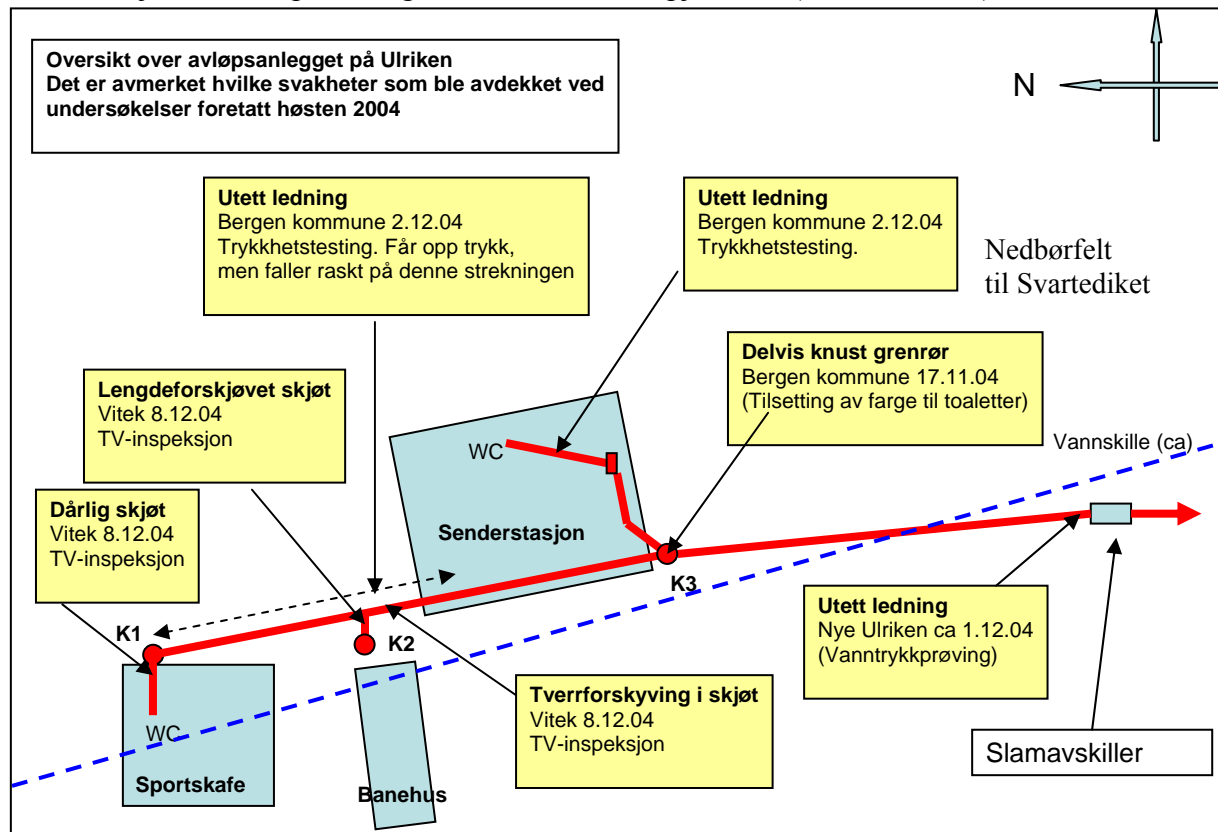 Oversikt over avløpsanlegget på Ulriken
Det er avmerket hvilke svakheter som ble avdekket ved
undersøkelser foretatt høsten 2004
N
Utett ledning
Bergen kommune 2.12.04
Trykkhetstesting. Får opp trykk,
men faller raskt på denne strekningen
Utett ledning
Bergen kommune 2.12.04
Trykkhetstesting.
Nedbørfelt
til Svartediket
Lengdeforskjøvet skjøt
Vitek 8.12.04
TV-inspeksjon
Delvis knust grenrør
Bergen kommune 17.11.04
(Tilsetting av farge til toaletter)
WC
Vannskille (ca)
Dårlig skjøt
Vitek 8.12.04
TV-inspeksjon
Senderstasjon
K3
K1
K2
Utett ledning
Nye Ulriken ca 1.12.04
(Vanntrykkprøving)
Tverrforskyving i skjøt
Vitek 8.12.04
TV-inspeksjon
WC
Sportskafe
Banehus
Slamavskiller